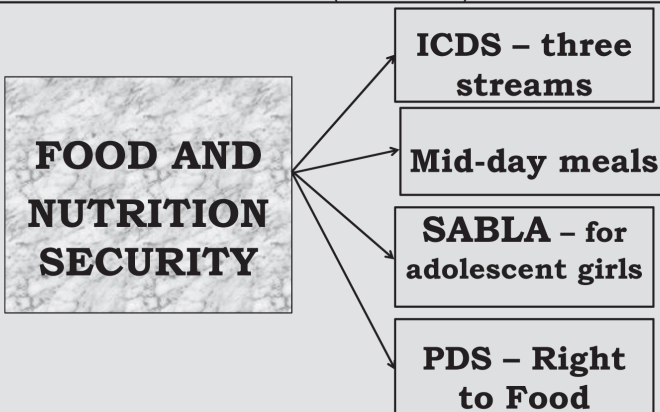 FOOD AND
NUTRITION
SECURITY
ICDS – three
streams
Mid-day meals
SABLA – for
adolescent girls
PDS – Right
to Food